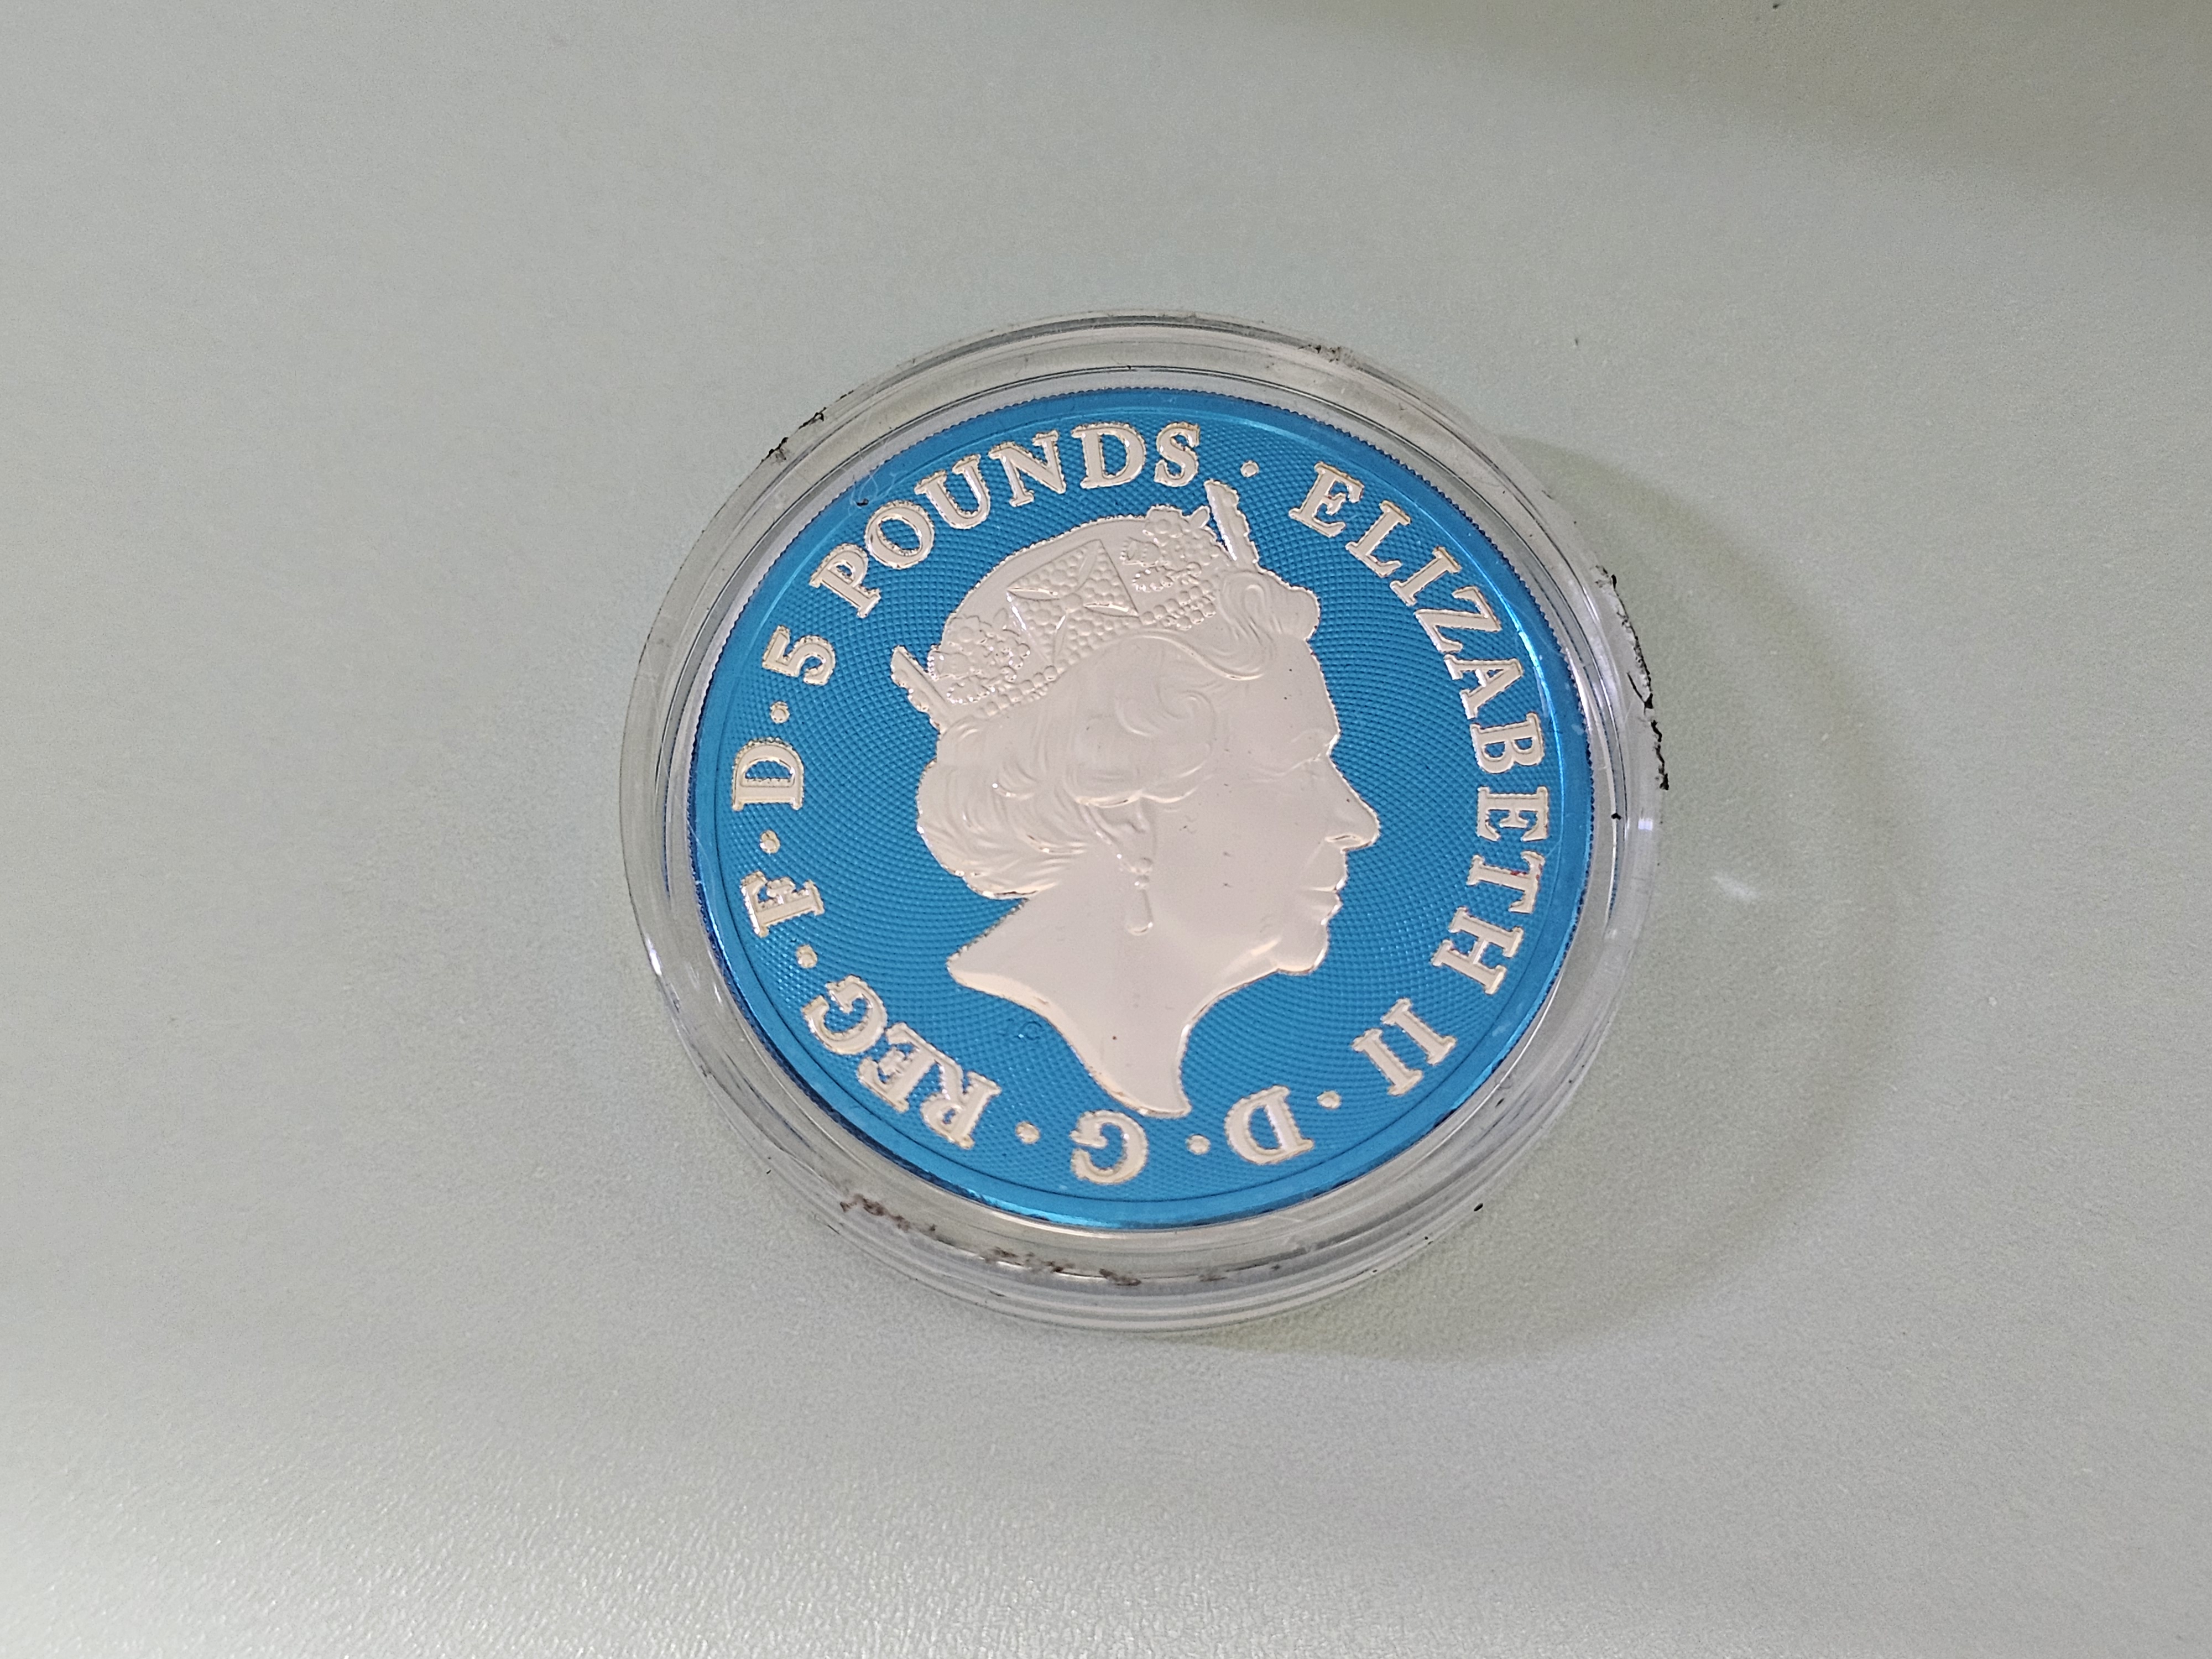 ELIZABETH II · D · G · REG · F · D · 5 POUNDS ·